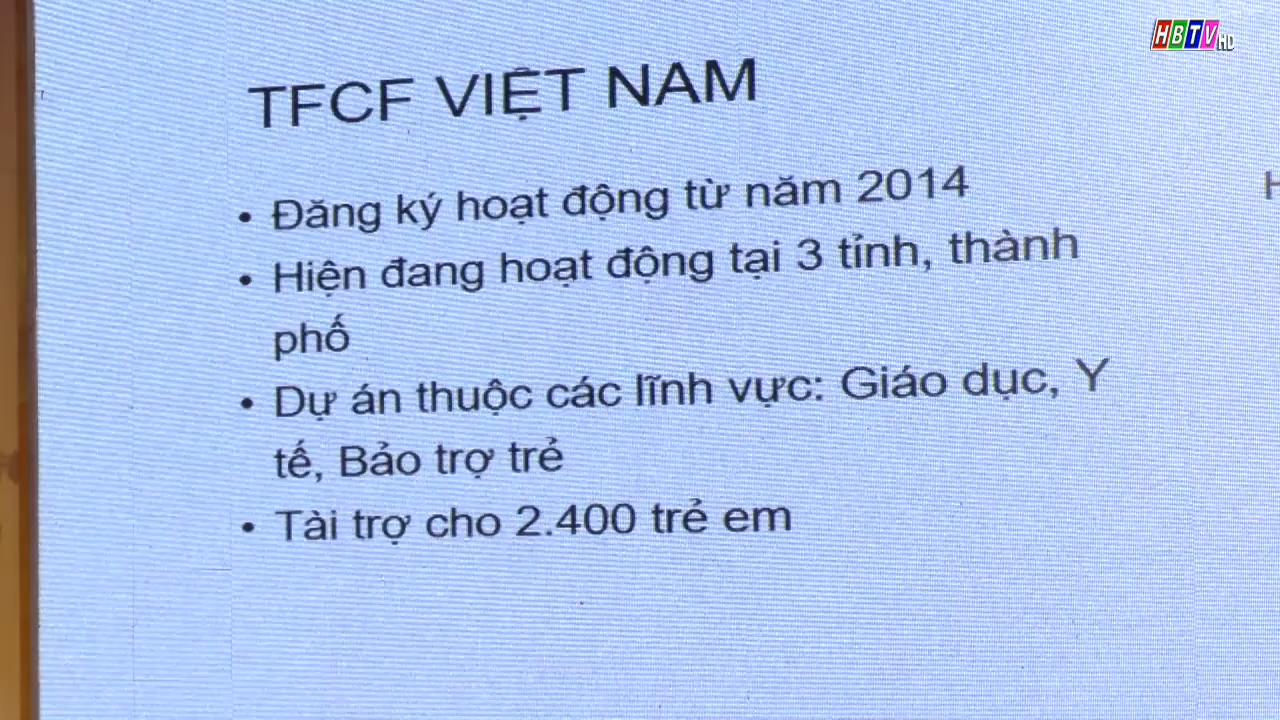 HBTV HD
TFCF VIỆT NAM
• Đăng ký hoạt động từ năm 2014
• Hiện đang hoạt động tại 3 tỉnh, thành
phố
• Dự án thuộc các lĩnh vực: Giáo dục, Y
tế, Bảo trợ trẻ
• Tài trợ cho 2.400 trẻ em